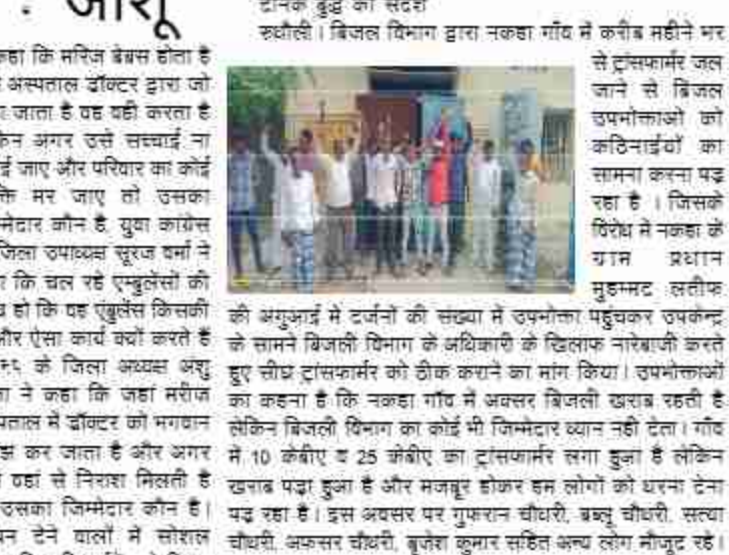 आशू
कहा कि मरिज बेबस होता है
अस्पताल डॉक्टर द्वारा जो
जाता है वह वही करता है
अगर उसे सच्चाई ना
जाए और परिवार का कोई
मर जाए तो उसका
कौन है, युवा कांग्रेस
जिला उपाध्यक्ष सूरज वर्मा ने
कि चल रहे एम्बुलेंसों की
हो कि वह एंबुलेंस किसकी
और ऐसा कार्य क्यों करते हैं
के जिला अध्यक्ष अंशु
ने कहा कि जहां मरीज
में डॉक्टर को भगवान
कर जाता है और अगर
वहां से निराश मिलती है
उसका जिम्मेदार कौन है।
देने वालों में सोशल
दैनिक बुद्ध का संदेश
रुधौली। बिजल विभाग द्वारा नकहा गाँव में करीब महीने भर
से ट्रांसफार्मर जल
जाने से बिजल
उपभोक्ताओ को
कठिनाईयों का
सामना करना पड़
रहा है । जिसके
विरोध में नकहा के
ग्राम प्रधान
मुहम्मद लतीफ
की अगुआई में दर्जनों की संख्या में उपभोक्ता पहुंचकर उपकेन्द्र
के सामने बिजली विभाग के अधिकारी के खिलाफ नारेबाजी करते
हुए सीघ्र ट्रांसफार्मर को ठीक कराने का मांग किया। उपभोक्ताओं
का कहना है कि नकहा गाँव में अक्सर बिजली खराब रहती है
लेकिन बिजली विभाग का कोई भी जिम्मेदार ध्यान नही देता। गाँव
में 10 केबीए व 25 केबीए का ट्रांसफार्मर लगा हुआ है लेकिन
खराब पड़ा हुआ है और मजबूर होकर हम लोगों को धरना देना
पड़ रहा है। इस अवसर पर गुफरान चौधरी, बब्लू चौधरी, सत्या
चौधरी, अफसर चौधरी, बृजेश कुमार सहित अन्य लोग मौजूद रहे।